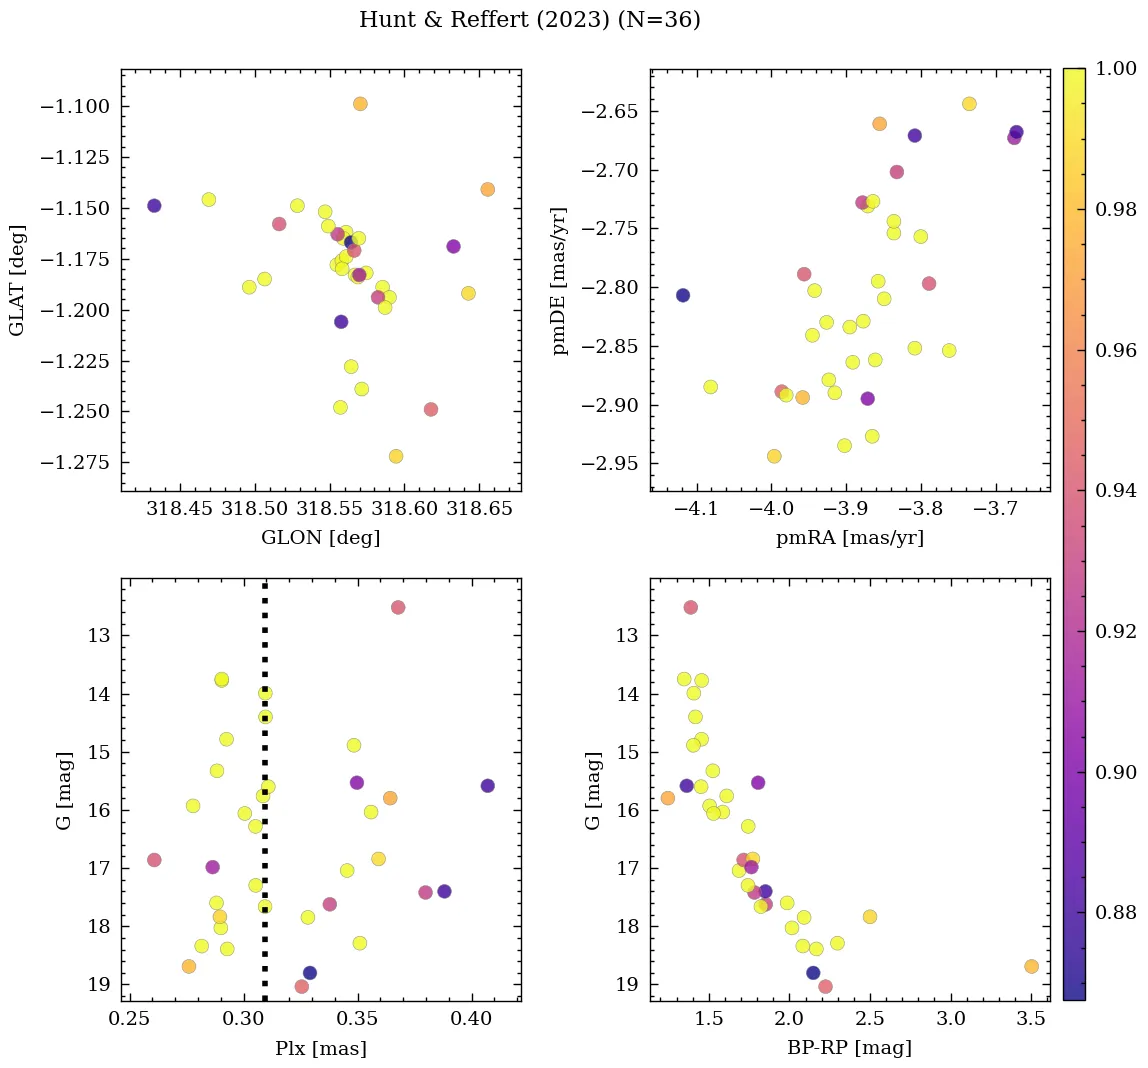 Hunt & Reffert (2023) (N=36)
−1.100
−1.125
−1.150
−1.175
−1.200
−1.225
−1.250
−1.275
GLAT [deg]
318.45 318.50 318.55 318.60 318.65
GLON [deg]
−2.65
−2.70
−2.75
−2.80
−2.85
−2.90
−2.95
pmDE [mas/yr]
−4.1 −4.0 −3.9 −3.8 −3.7
pmRA [mas/yr]
13
14
15
16
17
18
19
G [mag]
0.25 0.30 0.35 0.40
Plx [mas]
13
14
15
16
17
18
19
G [mag]
1.5 2.0 2.5 3.0 3.5
BP-RP [mag]
1.00
0.98
0.96
0.94
0.92
0.90
0.88